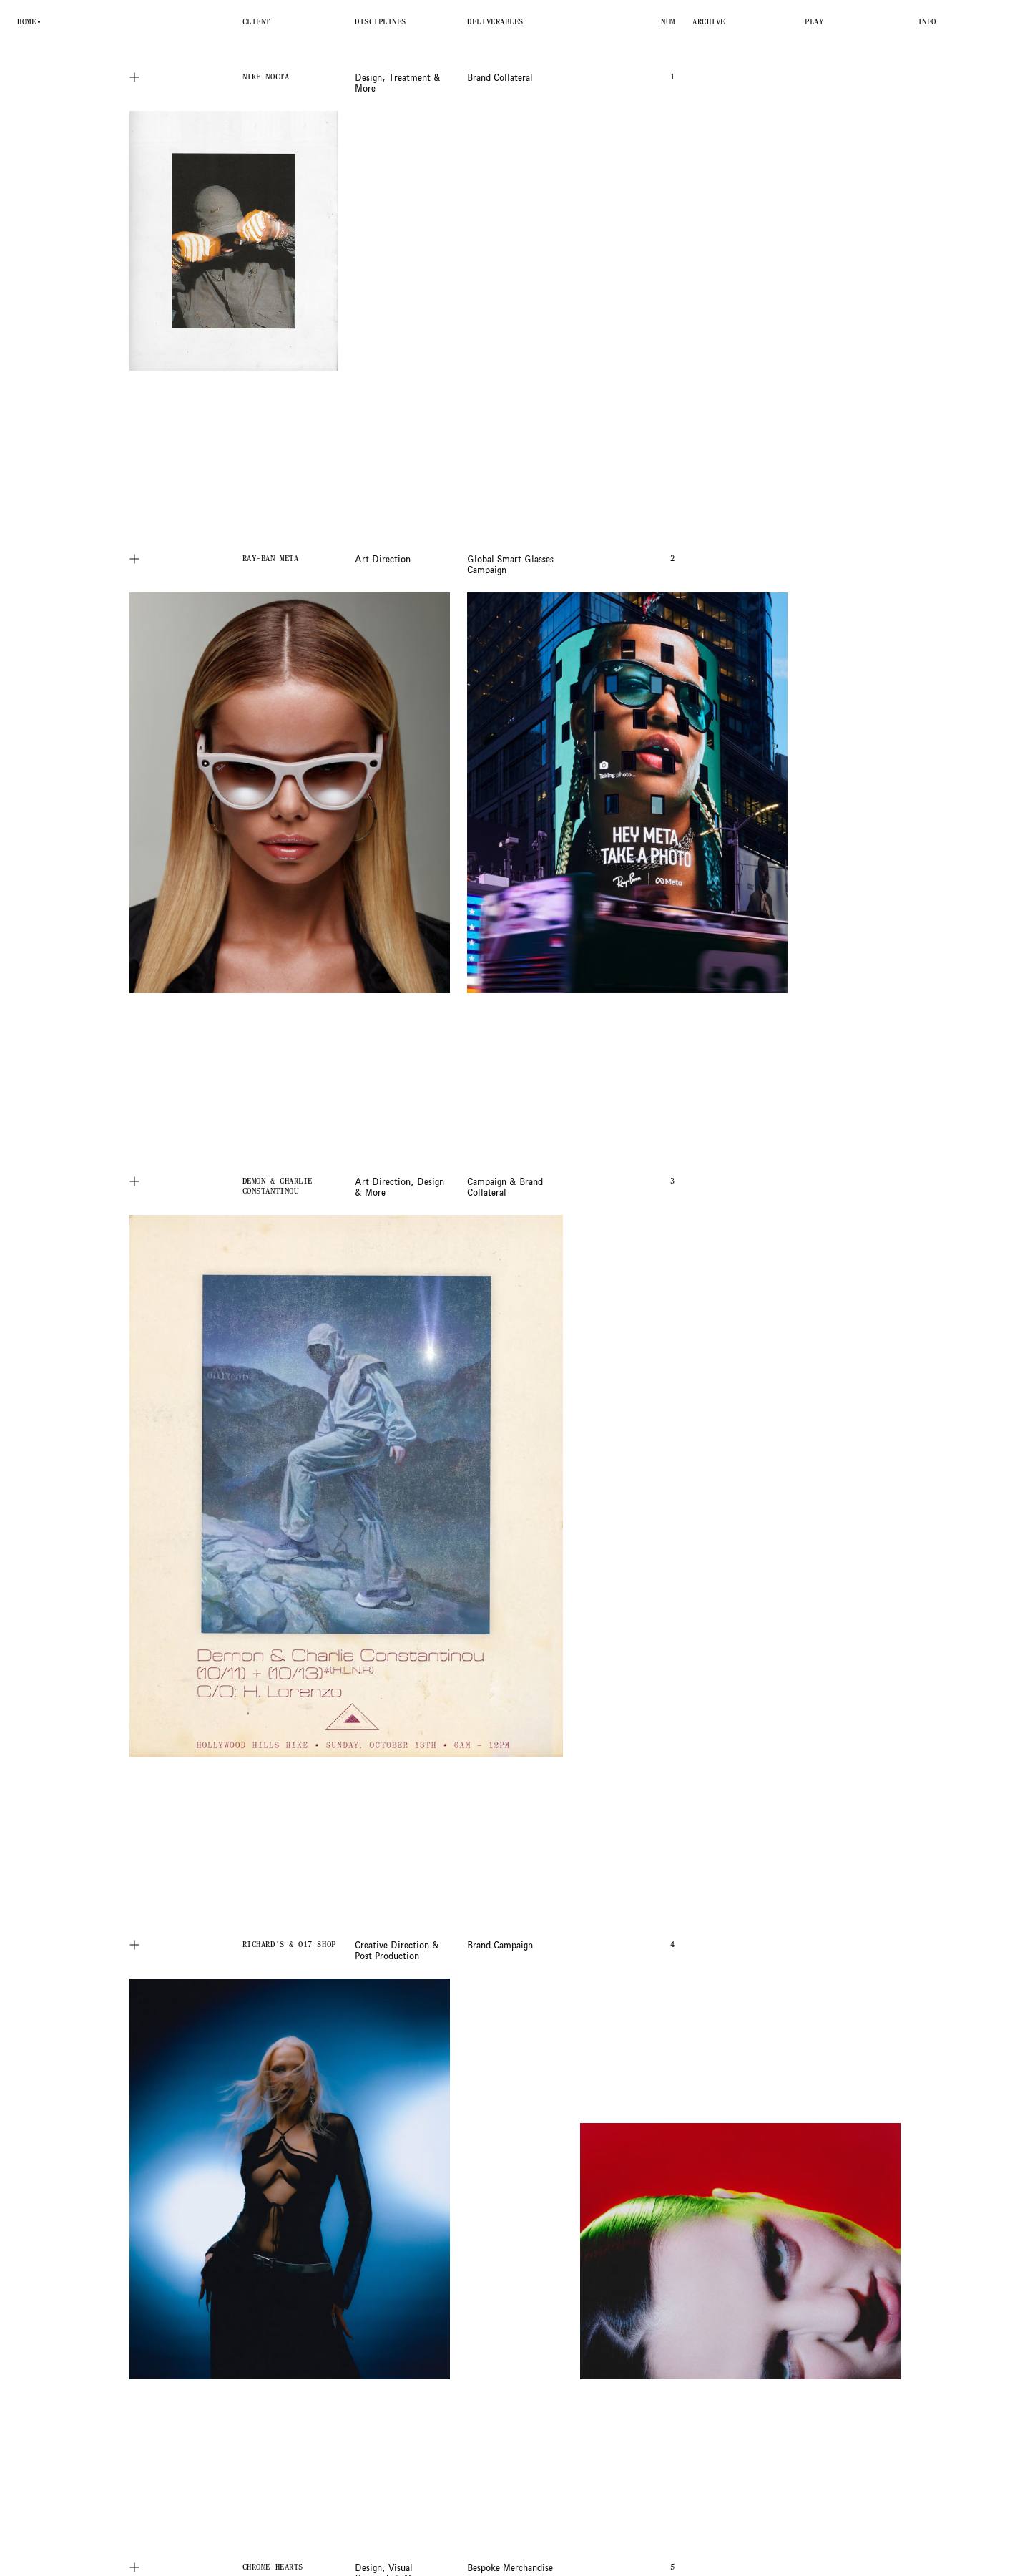 HOME• CLIENT DISCIPLINES DELIVERABLES NUM ARCHIVE PLAY INFO
NIKE NOCTA Design, Treatment & Brand Collateral 1
More
RAY-BAN META Art Direction Global Smart Glasses 2
Campaign
Taking photo...
HEY META,
TAKE A PHOTO
Ray-Ban | Meta
DEMON & CHARLIE Art Direction, Design Campaign & Brand 3
CONSTANTINOU & More Collateral
Demon & Charlie Constantinou
(10/11) + (10/13)*(H.L.N.R)
C/O: H. Lorenzo
HOLLYWOOD HILLS HIKE • SUNDAY, OCTOBER 13TH • 6AM – 12PM
RICHARD'S & O17 SHOP Creative Direction & Brand Campaign 4
Post Production
CHROME HEARTS Design, Visual Bespoke Merchandise 5